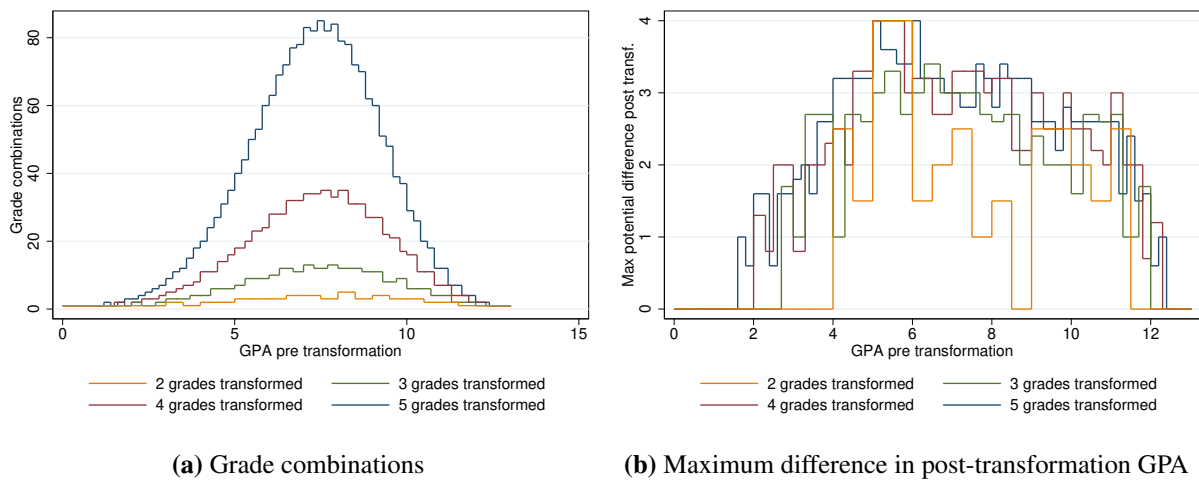 Grade combinations
80
60
40
20
0
0 5 10 15
GPA pre transformation
2 grades transformed 3 grades transformed
4 grades transformed 5 grades transformed
(a) Grade combinations
Max potential difference post transf.
4
3
2
1
0
0 2 4 6 8 10 12
GPA pre transformation
2 grades transformed 3 grades transformed
4 grades transformed 5 grades transformed
(b) Maximum difference in post-transformation GPA